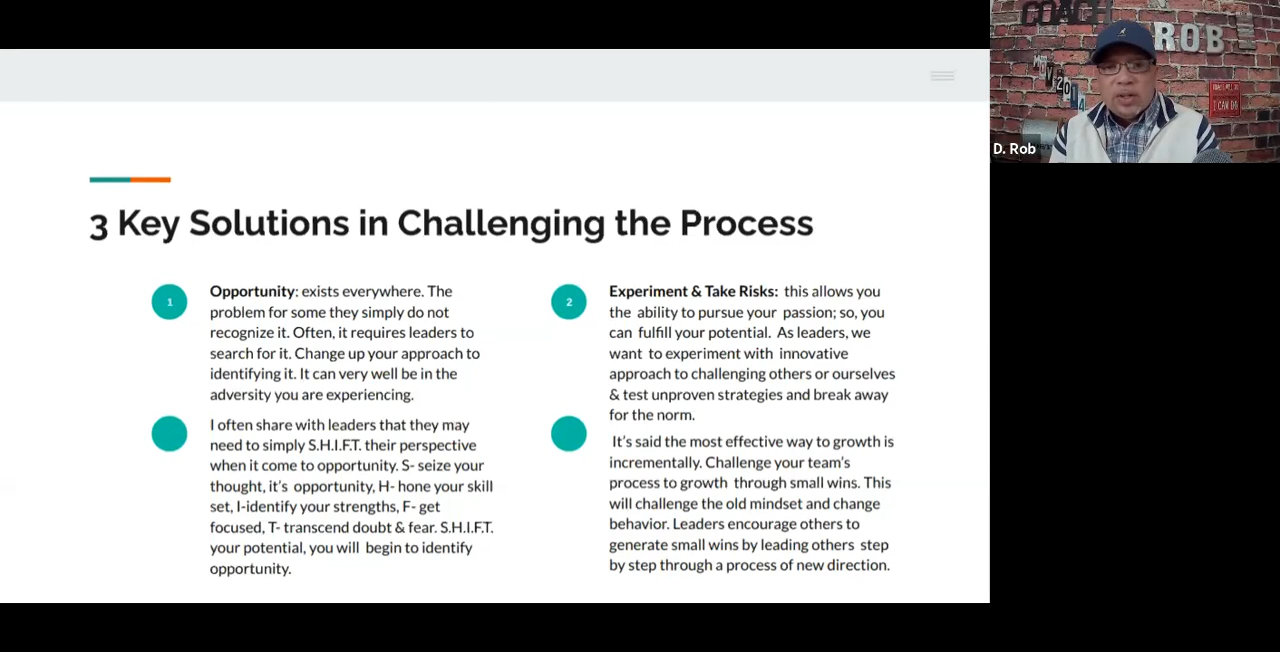 COACH
ROB
MAY
2014
I CAN DO
D. Rob
3 Key Solutions in Challenging the Process
1
Opportunity: exists everywhere. The
problem for some they simply do not
recognize it. Often, it requires leaders to
search for it. Change up your approach to
identifying it. It can very well be in the
adversity you are experiencing.
I often share with leaders that they may
need to simply S.H.I.F.T. their perspective
when it come to opportunity. S- seize your
thought, it's opportunity, H- hone your skill
set, I-identify your strengths, F- get
focused, T- transcend doubt & fear. S.H.I.F.T.
your potential, you will begin to identify
opportunity.
2
Experiment & Take Risks: this allows you
the ability to pursue your passion; so, you
can fulfill your potential. As leaders, we
want to experiment with innovative
approach to challenging others or ourselves
& test unproven strategies and break away
for the norm.
It's said the most effective way to growth is
incrementally. Challenge your team's
process to growth through small wins. This
will challenge the old mindset and change
behavior. Leaders encourage others to
generate small wins by leading others step
by step through a process of new direction.